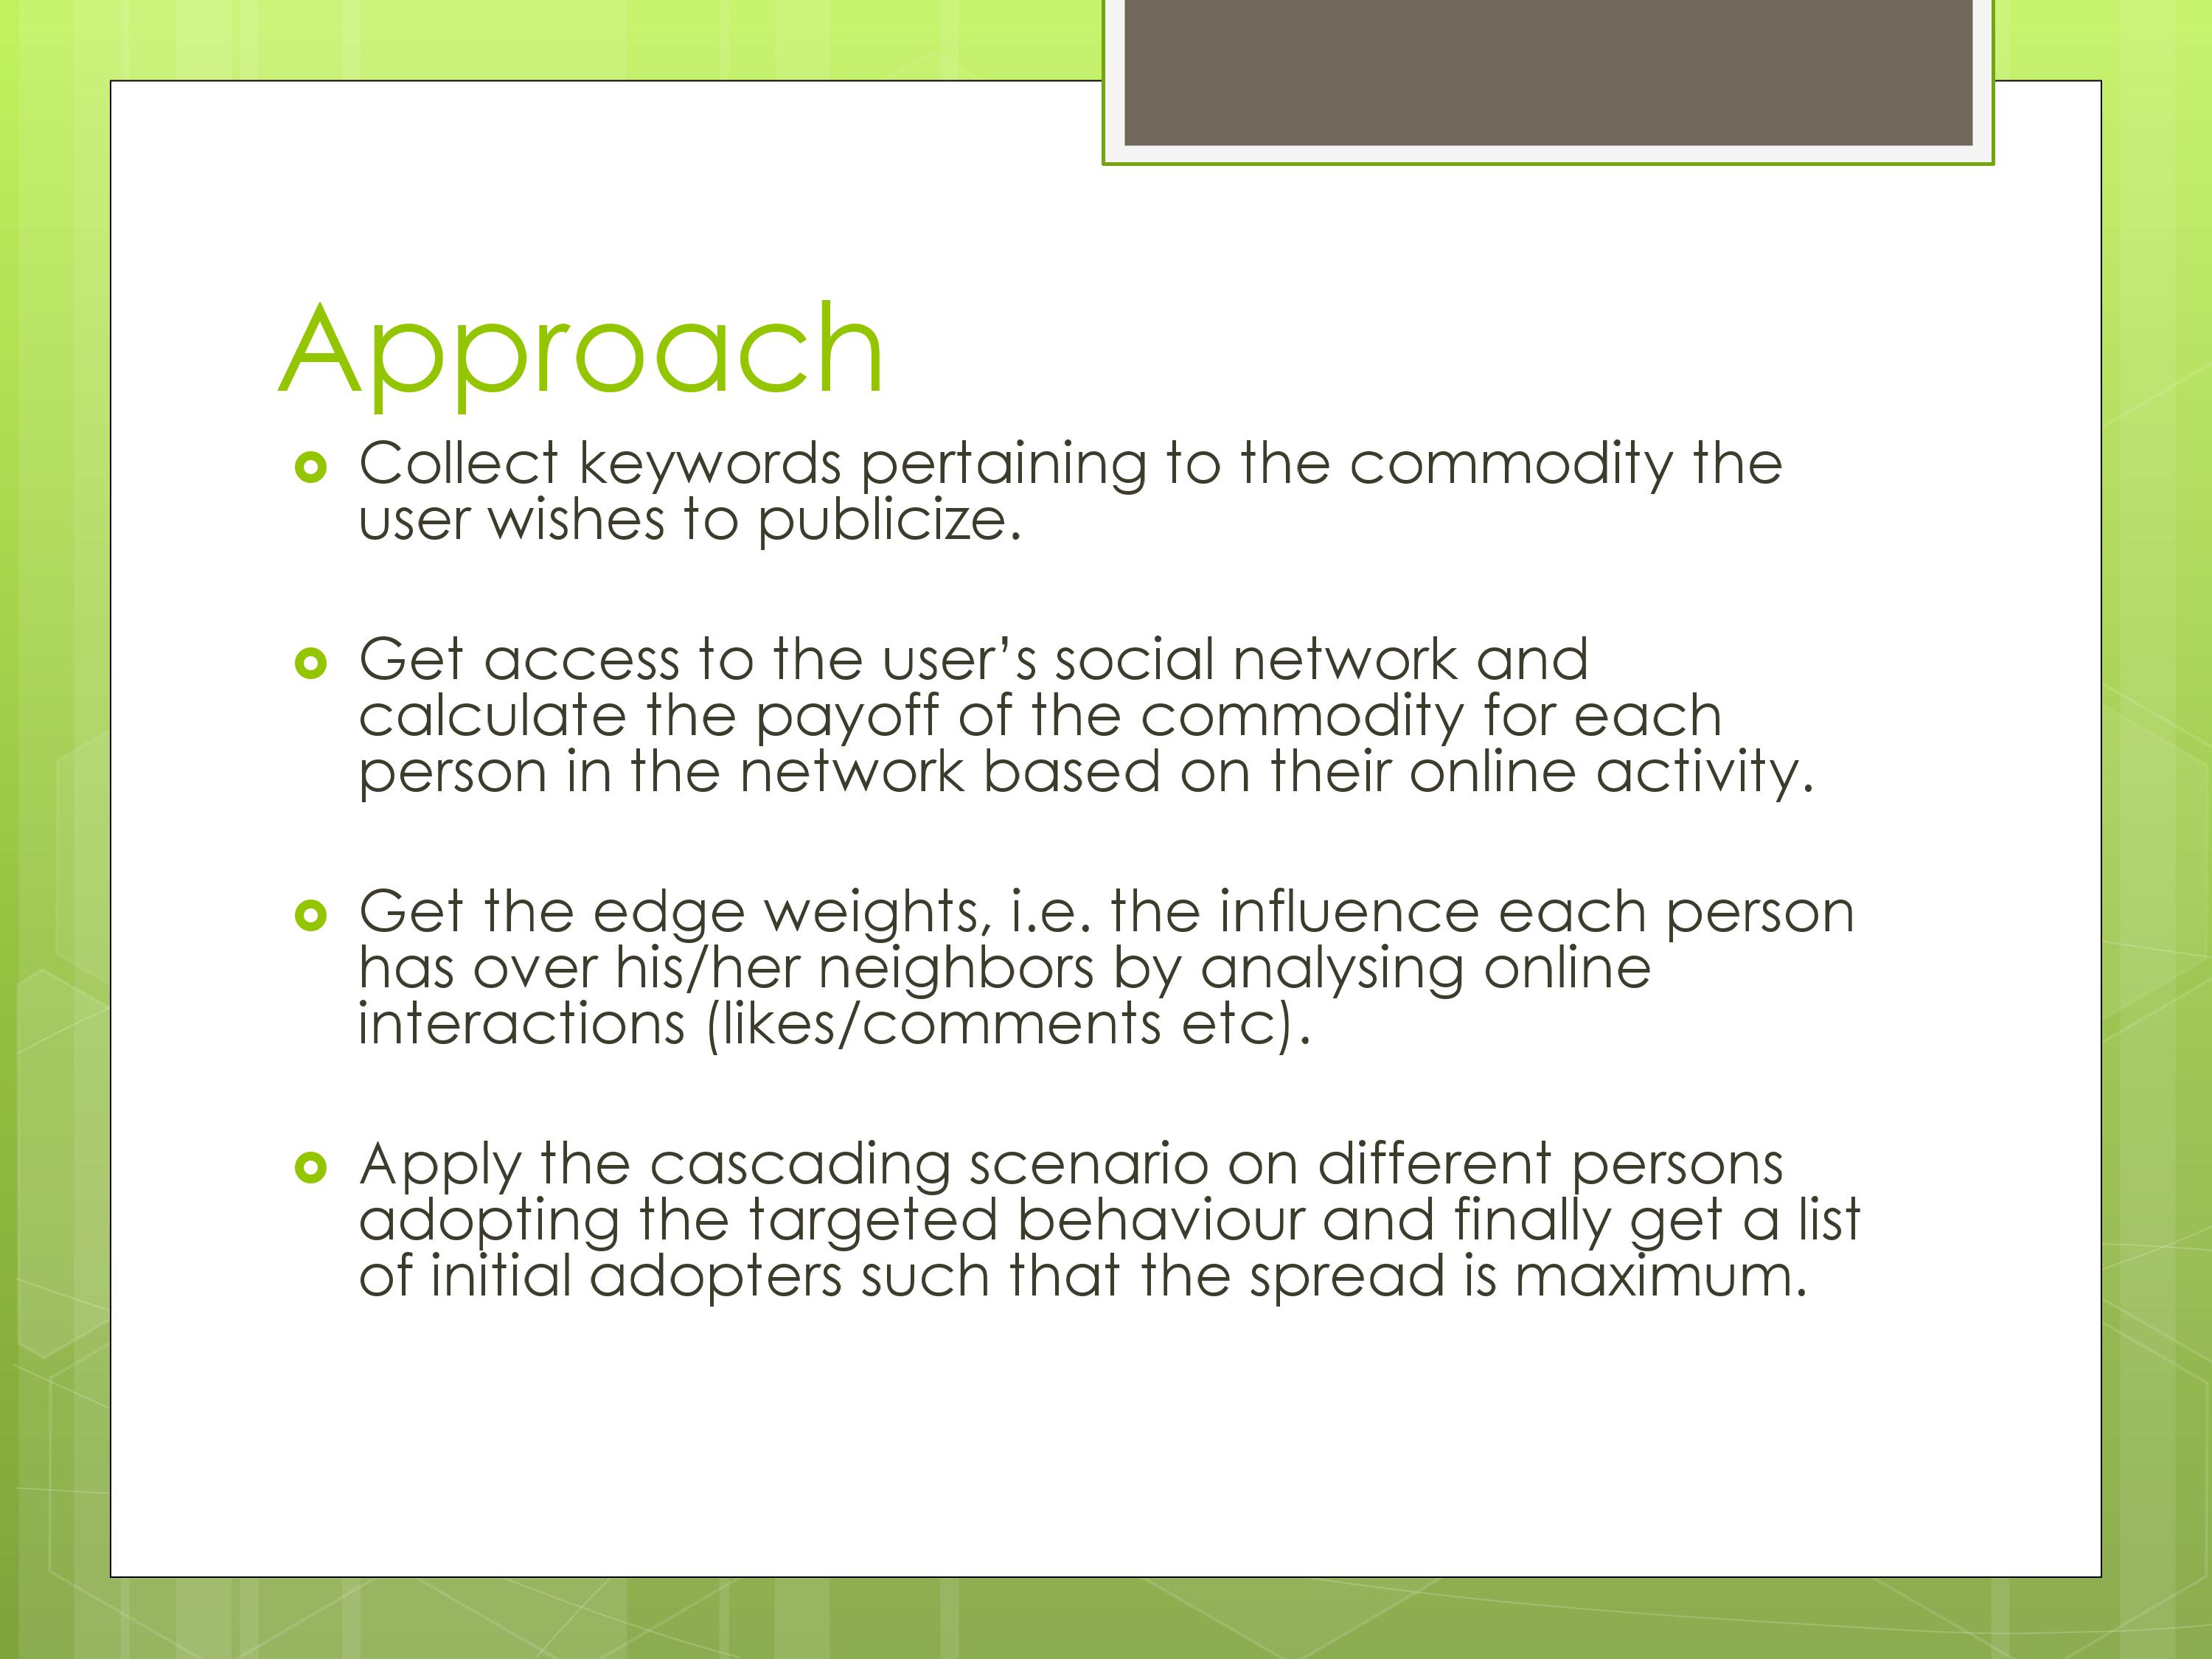 Approach
Collect keywords pertaining to the commodity the
user wishes to publicize.
Get access to the user’s social network and
calculate the payoff of the commodity for each
person in the network based on their online activity.
Get the edge weights, i.e. the influence each person
has over his/her neighbors by analysing online
interactions (likes/comments etc).
Apply the cascading scenario on different persons
adopting the targeted behaviour and finally get a list
of initial adopters such that the spread is maximum.